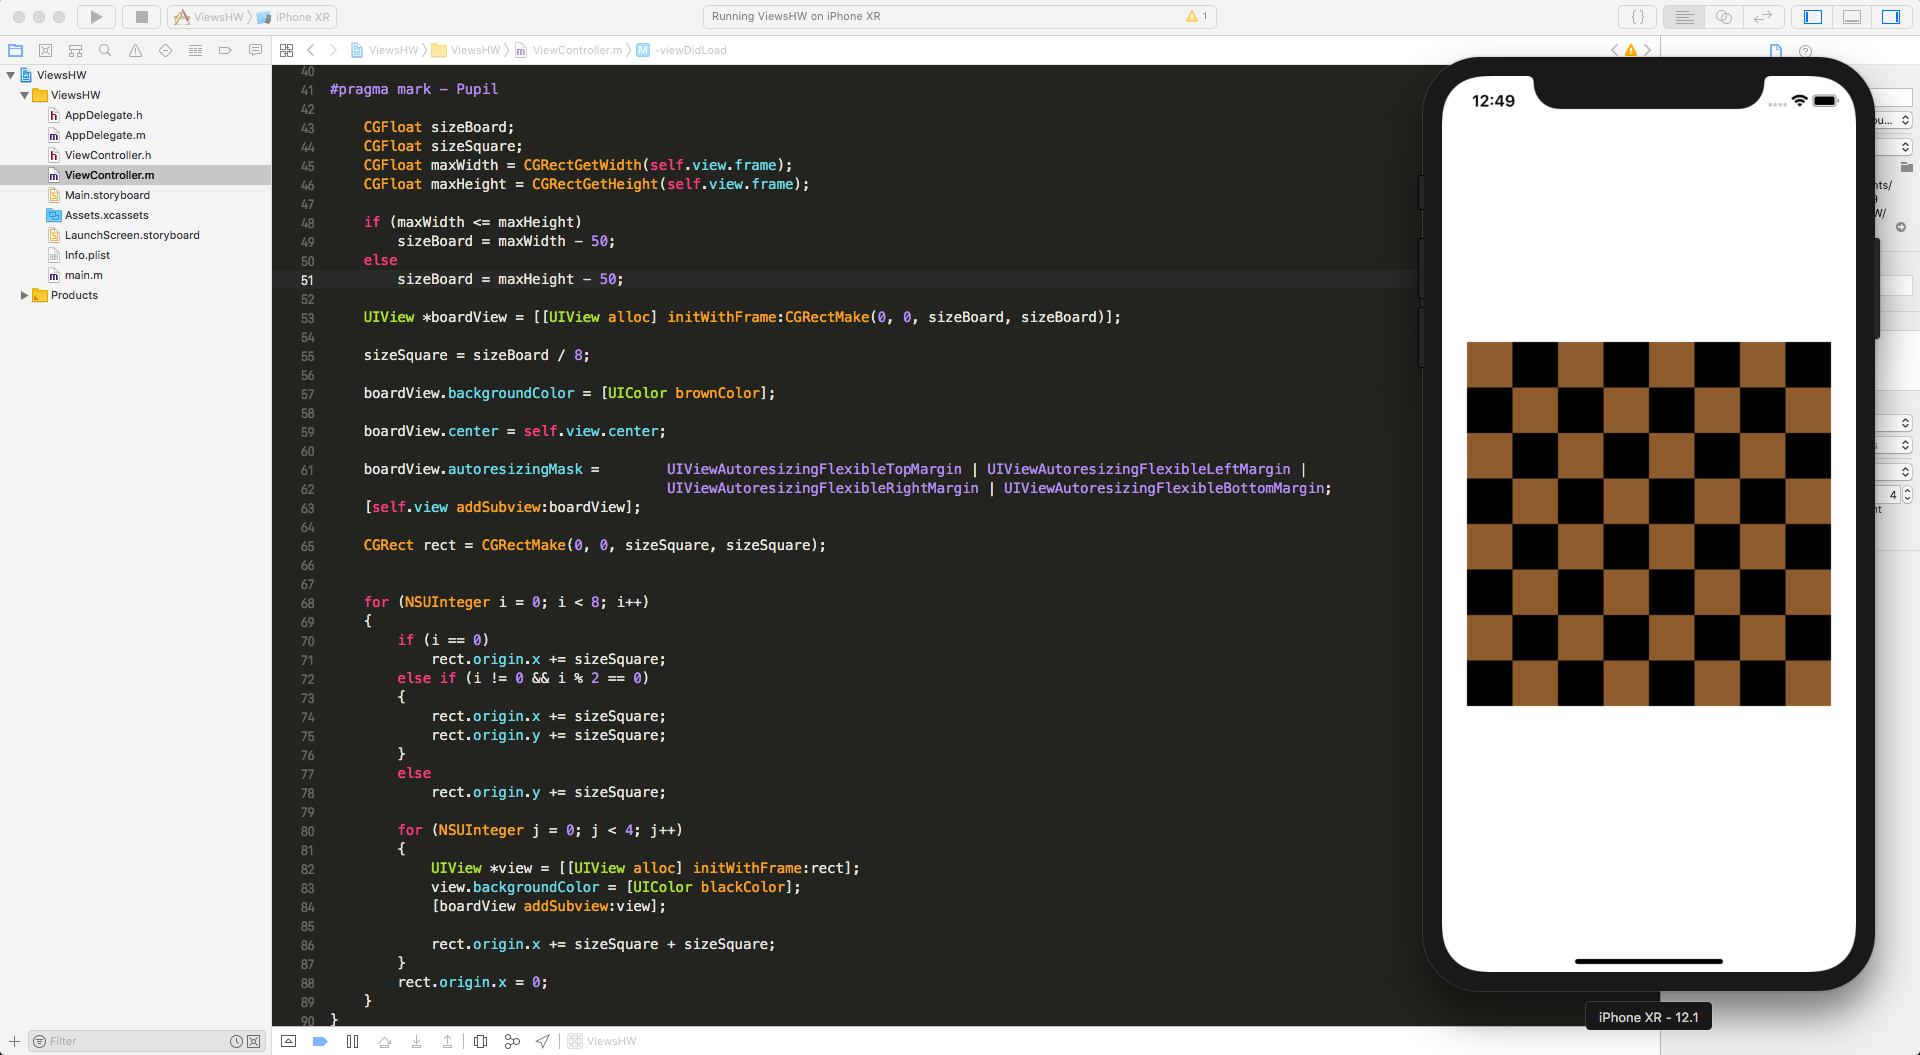 ViewsHW
iPhone XR
Running ViewsHW on iPhone XR
1
ViewsHW
ViewsHW
ViewController.m
M
-viewDidLoad
ViewsHW
ViewsHW
AppDelegate.h
AppDelegate.m
ViewController.h
ViewController.m
Main.storyboard
Assets.xcassets
LaunchScreen.storyboard
Info.plist
main.m
Products
40
41 #pragma mark - Pupil
42
43 CGFloat sizeBoard;
44 CGFloat sizeSquare;
45 CGFloat maxWidth = CGRectGetWidth(self.view.frame);
46 CGFloat maxHeight = CGRectGetHeight(self.view.frame);
47
48 if (maxWidth <= maxHeight)
49 sizeBoard = maxWidth - 50;
50 else
51 sizeBoard = maxHeight - 50;
52
53 UIView *boardView = [[UIView alloc] initWithFrame:CGRectMake(0, 0, sizeBoard, sizeBoard)];
54
55 sizeSquare = sizeBoard / 8;
56
57 boardView.backgroundColor = [UIColor brownColor];
58
59 boardView.center = self.view.center;
60
61 boardView.autoresizingMask = UIViewAutoresizingFlexibleTopMargin | UIViewAutoresizingFlexibleLeftMargin |
62 UIViewAutoresizingFlexibleRightMargin | UIViewAutoresizingFlexibleBottomMargin;
63 [self.view addSubview:boardView];
64
65 CGRect rect = CGRectMake(0, 0, sizeSquare, sizeSquare);
66
67
68 for (NSUInteger i = 0; i < 8; i++)
69 {
70 if (i == 0)
71 rect.origin.x += sizeSquare;
72 else if (i != 0 && i % 2 == 0)
73 {
74 rect.origin.x += sizeSquare;
75 rect.origin.y += sizeSquare;
76 }
77 else
78 rect.origin.y += sizeSquare;
79
80 for (NSUInteger j = 0; j < 4; j++)
81 {
82 UIView *view = [[UIView alloc] initWithFrame:rect];
83 view.backgroundColor = [UIColor blackColor];
84 [boardView addSubview:view];
85
86 rect.origin.x += sizeSquare + sizeSquare;
87 }
88 rect.origin.x = 0;
89 }
90 }
12:49
4
iPhone XR - 12.1
Filter
ViewsHW